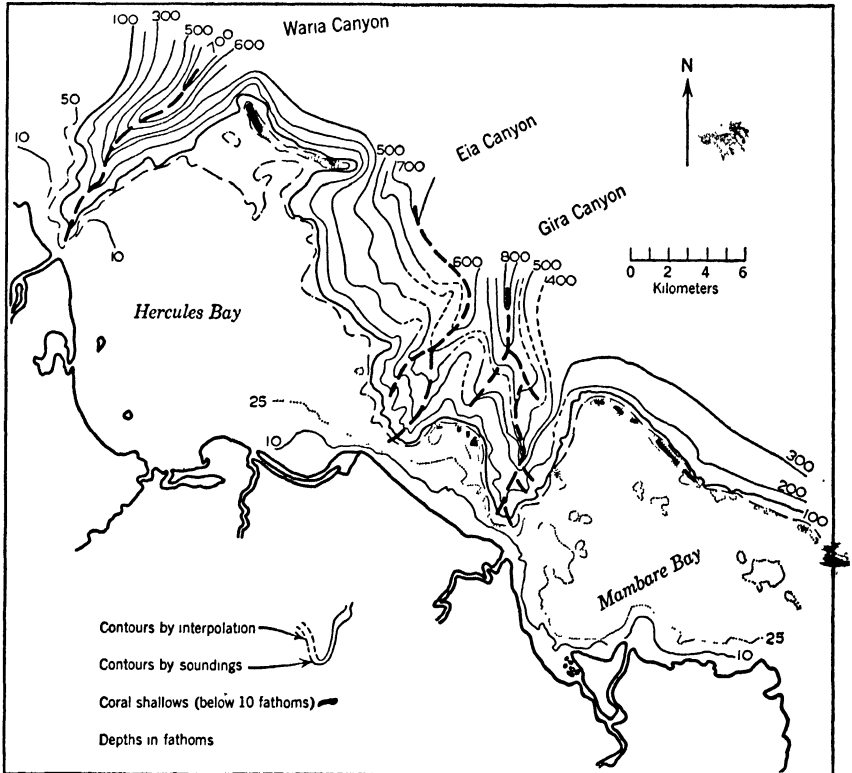 Waria Canyon
100 300 500 700 600
50
10
N
Eia Canyon
500
700
Gira Canyon
10
600 800 500 400
0 2 4 6
Kilometers
Hercules Bay
25
10
300
200
100
Mambare Bay
25
10
Contours by interpolation
Contours by soundings
Coral shallows (below 10 fathoms)
Depths in fathoms